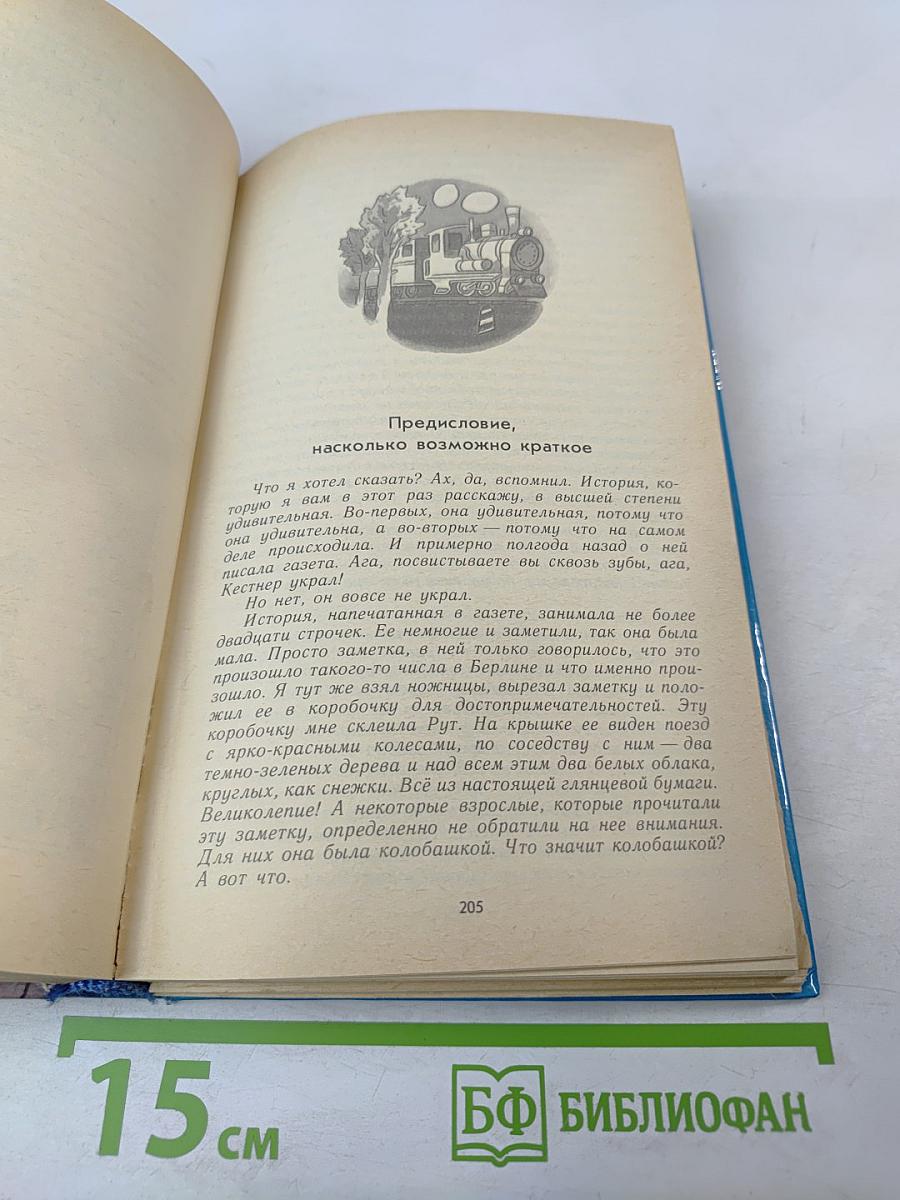 Предисловие,
насколько возможно краткое
Что я хотел сказать? Ах, да, вспомнил. История, ко-
торую я вам в этот раз расскажу, в высшей степени
удивительная. Во-первых, она удивительная, потому что
она удивительна, а во-вторых — потому что на самом
деле происходила. И примерно полгода назад о ней
писала газета. Ага, посвистываете вы сквозь зубы, ага,
Кестнер украл!
Но нет, он вовсе не украл.
История, напечатанная в газете, занимала не более
двадцати строчек. Ее немногие и заметили, так она была
мала. Просто заметка, в ней только говорилось, что это
произошло такого-то числа в Берлине и что именно прои-
зошло. Я тут же взял ножницы, вырезал заметку и поло-
жил ее в коробочку для достопримечательностей. Эту
коробочку мне склеила Рут. На крышке ее виден поезд
с ярко-красными колесами, по соседству с ним — два
темно-зеленых дерева и над всем этим два белых облака,
круглых, как снежки. Всё из настоящей глянцевой бумаги.
Великолепие! А некоторые взрослые, которые прочитали
эту заметку, определенно не обратили на нее внимания.
Для них она была колобашкой. Что значит колобашкой?
А вот что.
205
15 см
БФ БИБЛИОФАН